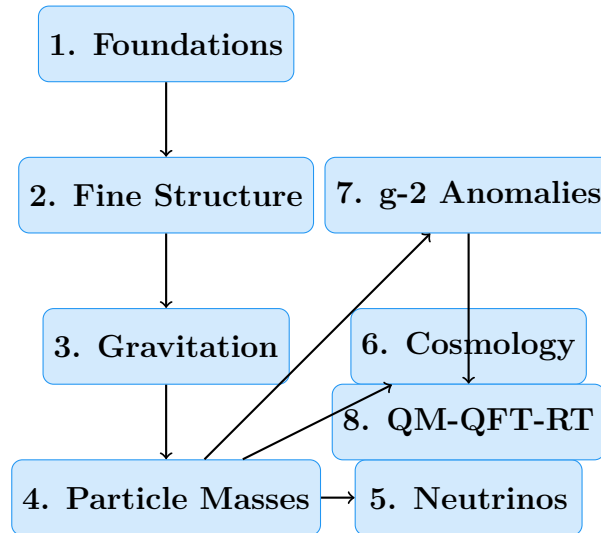 1. Foundations
2. Fine Structure
7. g-2 Anomalies
3. Gravitation
6. Cosmology
8. QM-QFT-RT
4. Particle Masses
5. Neutrinos